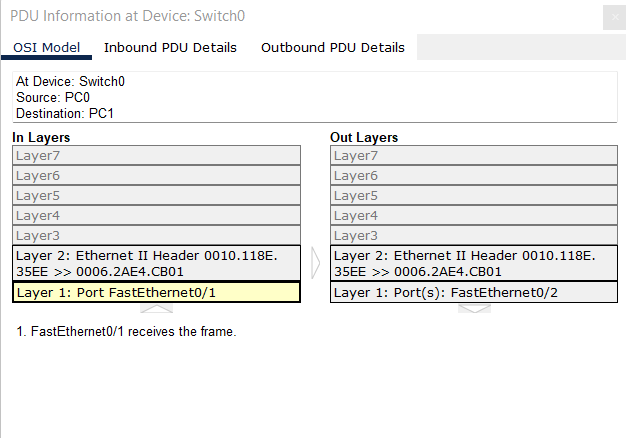 PDU Information at Device: Switch0
OSI Model Inbound PDU Details Outbound PDU Details
At Device: Switch0
Source: PC0
Destination: PC1
In Layers
Layer7
Layer6
Layer5
Layer4
Layer3
Layer 2: Ethernet II Header 0010.118E.
35EE >> 0006.2AE4.CB01
Layer 1: Port FastEthernet0/1
Out Layers
Layer7
Layer6
Layer5
Layer4
Layer3
Layer 2: Ethernet II Header 0010.118E.
35EE >> 0006.2AE4.CB01
Layer 1: Port(s): FastEthernet0/2
1. FastEthernet0/1 receives the frame.